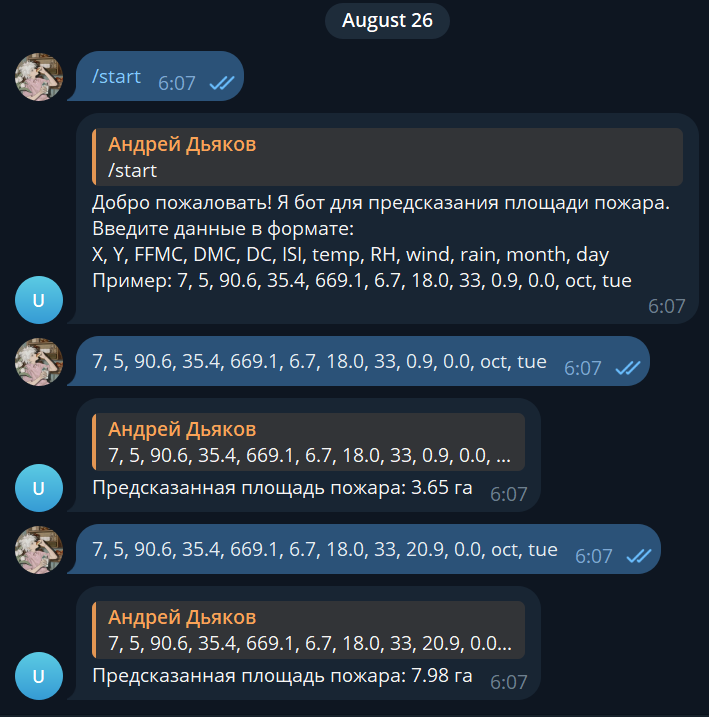 August 26
/start 6:07
Андрей Дьяков
/start
Добро пожаловать! Я бот для предсказания площади пожара.
Введите данные в формате:
X, Y, FFMC, DMC, DC, ISI, temp, RH, wind, rain, month, day
Пример: 7, 5, 90.6, 35.4, 669.1, 6.7, 18.0, 33, 0.9, 0.0, oct, tue
U
6:07
7, 5, 90.6, 35.4, 669.1, 6.7, 18.0, 33, 0.9, 0.0, oct, tue 6:07
Андрей Дьяков
7, 5, 90.6, 35.4, 669.1, 6.7, 18.0, 33, 0.9, 0.0, ...
U
Предсказанная площадь пожара: 3.65 га 6:07
7, 5, 90.6, 35.4, 669.1, 6.7, 18.0, 33, 20.9, 0.0, oct, tue 6:07
Андрей Дьяков
7, 5, 90.6, 35.4, 669.1, 6.7, 18.0, 33, 20.9, 0.0...
U
Предсказанная площадь пожара: 7.98 га 6:07